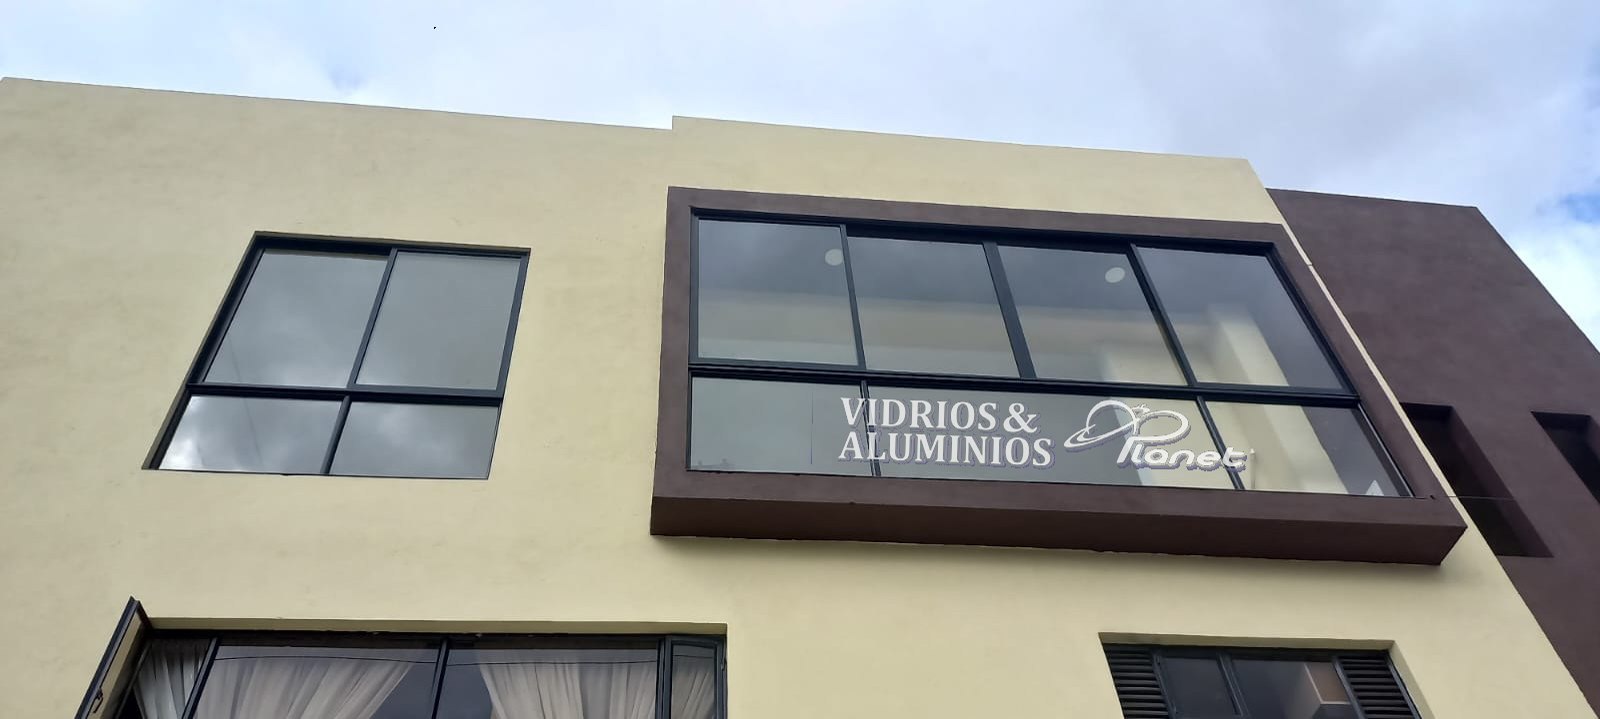 VIDRIOS &
ALUMINIOS
Planet